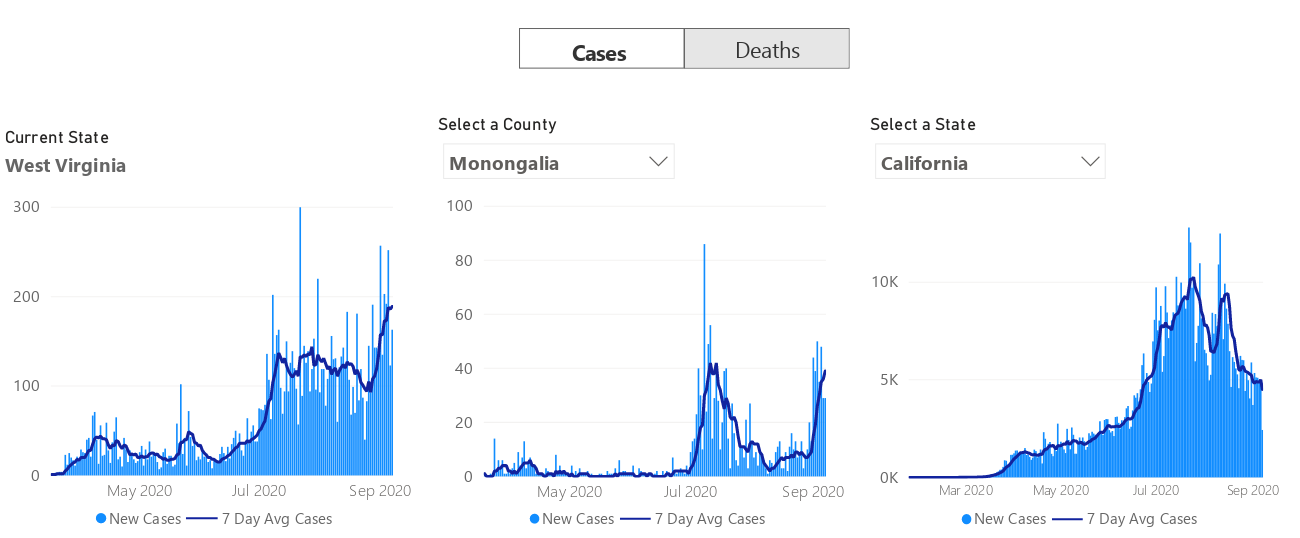 Cases
Deaths
Current State
West Virginia
300
200
100
0
May 2020
Jul 2020
Sep 2020
New Cases
7 Day Avg Cases
Select a County
Monongalia
100
80
60
40
20
0
May 2020
Jul 2020
Sep 2020
New Cases
7 Day Avg Cases
Select a State
California
10K
5K
0K
Mar 2020
May 2020
Jul 2020
Sep 2020
New Cases
7 Day Avg Cases